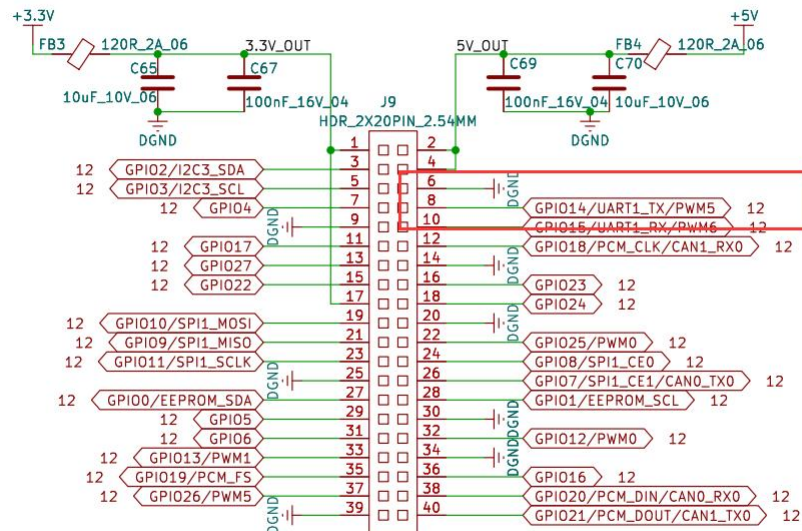 +3.3V
+5V
FB3 120R_2A_06
3.3V_OUT
5V_OUT
FB4 120R_2A_06
C65
C67
C69
C70
10uF_10V_06
100nF_16V_04
100nF_16V_04
10uF_10V_06
DGND
DGND
J9
HDR_2X20PIN_2.54MM
1 2
12 GPIO2/I2C3_SDA 3 4
12 GPIO3/I2C3_SCL 5 6 DGND
12 GPIO4 7 8 GPIO14/UART1_TX/PWM5 12
DGND 9 10 GPIO15/UART1_RX/PWM6 12
12 GPIO17 11 12 GPIO18/PCM_CLK/CAN1_RX0 12
12 GPIO27 13 14 DGND
12 GPIO22 15 16 GPIO23 12
17 18 GPIO24 12
12 GPIO10/SPI1_MOSI 19 20 DGND
12 GPIO9/SPI1_MISO 21 22 GPIO25/PWM0 12
12 GPIO11/SPI1_SCLK 23 24 GPIO8/SPI1_CE0 12
DGND 25 26 GPIO7/SPI1_CE1/CAN0_TX0 12
12 GPIO0/EEPROM_SDA 27 28 GPIO1/EEPROM_SCL 12
12 GPIO5 29 30 DGND
12 GPIO6 31 32 GPIO12/PWM0 12
12 GPIO13/PWM1 33 34 DGND
12 GPIO19/PCM_FS 35 36 GPIO16 12
12 GPIO26/PWM5 37 38 GPIO20/PCM_DIN/CAN0_RX0 12
DGND 39 40 GPIO21/PCM_DOUT/CAN1_TX0 12